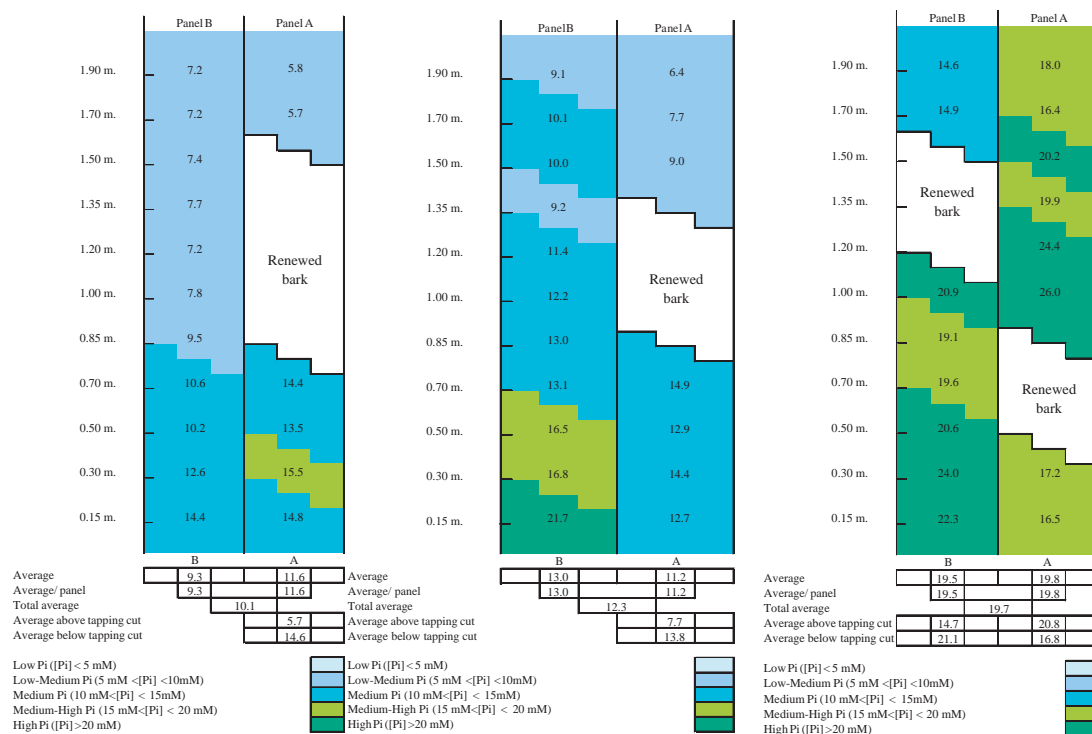 Panel B Panel A
1.90 m. 7.2 5.8
1.70 m. 7.2 5.7
1.50 m. 7.4
1.35 m. 7.7
1.20 m. 7.2
Renewed
bark
1.00 m. 7.8
0.85 m. 9.5
0.70 m. 10.6 14.4
0.50 m. 10.2 13.5
0.30 m. 12.6 15.5
0.15 m. 14.4 14.8
B A
Average 9.3 11.6
Average/ panel 9.3 11.6
Total average 10.1
Average above tapping cut 5.7
Average below tapping cut 14.6
Low Pi ([Pi] < 5 mM)
Low-Medium Pi (5 mM <[Pi] <10mM)
Medium Pi (10 mM<[Pi] < 15mM)
Medium-High Pi (15 mM<[Pi] < 20 mM)
High Pi ([Pi] >20 mM)
Panel B Panel A
1.90 m. 9.1 6.4
1.70 m. 10.1 7.7
1.50 m. 10.0 9.0
1.35 m. 9.2
1.20 m. 11.4
Renewed
bark
1.00 m. 12.2
0.85 m. 13.0
0.70 m. 13.1 14.9
0.50 m. 16.5 12.9
0.30 m. 16.8 14.4
0.15 m. 21.7 12.7
B A
Average 13.0 11.2
Average/ panel 13.0 11.2
Total average 12.3
Average above tapping cut 7.7
Average below tapping cut 13.8
Low Pi ([Pi] < 5 mM)
Low-Medium Pi (5 mM <[Pi] <10mM)
Medium Pi (10 mM<[Pi] < 15mM)
Medium-High Pi (15 mM<[Pi] < 20 mM)
High Pi ([Pi] >20 mM)
Panel B Panel A
1.90 m. 14.6 18.0
1.70 m. 14.9 16.4
1.50 m. 20.2
Renewed
bark
1.35 m. 19.9
1.20 m. 24.4
1.00 m. 20.9 26.0
0.85 m. 19.1
0.70 m. 19.6
Renewed
bark
0.50 m. 20.6
0.30 m. 24.0 17.2
0.15 m. 22.3 16.5
B A
Average 19.5 19.8
Average/ panel 19.5 19.8
Total average 19.7
Average above tapping cut 14.7 20.8
Average below tapping cut 21.1 16.8
Low Pi ([Pi] < 5 mM)
Low-Medium Pi (5 mM <[Pi] <10mM)
Medium Pi (10 mM<[Pi] < 15mM)
Medium-High Pi (15 mM<[Pi] < 20 mM)
High Pi ([Pi] >20 mM)